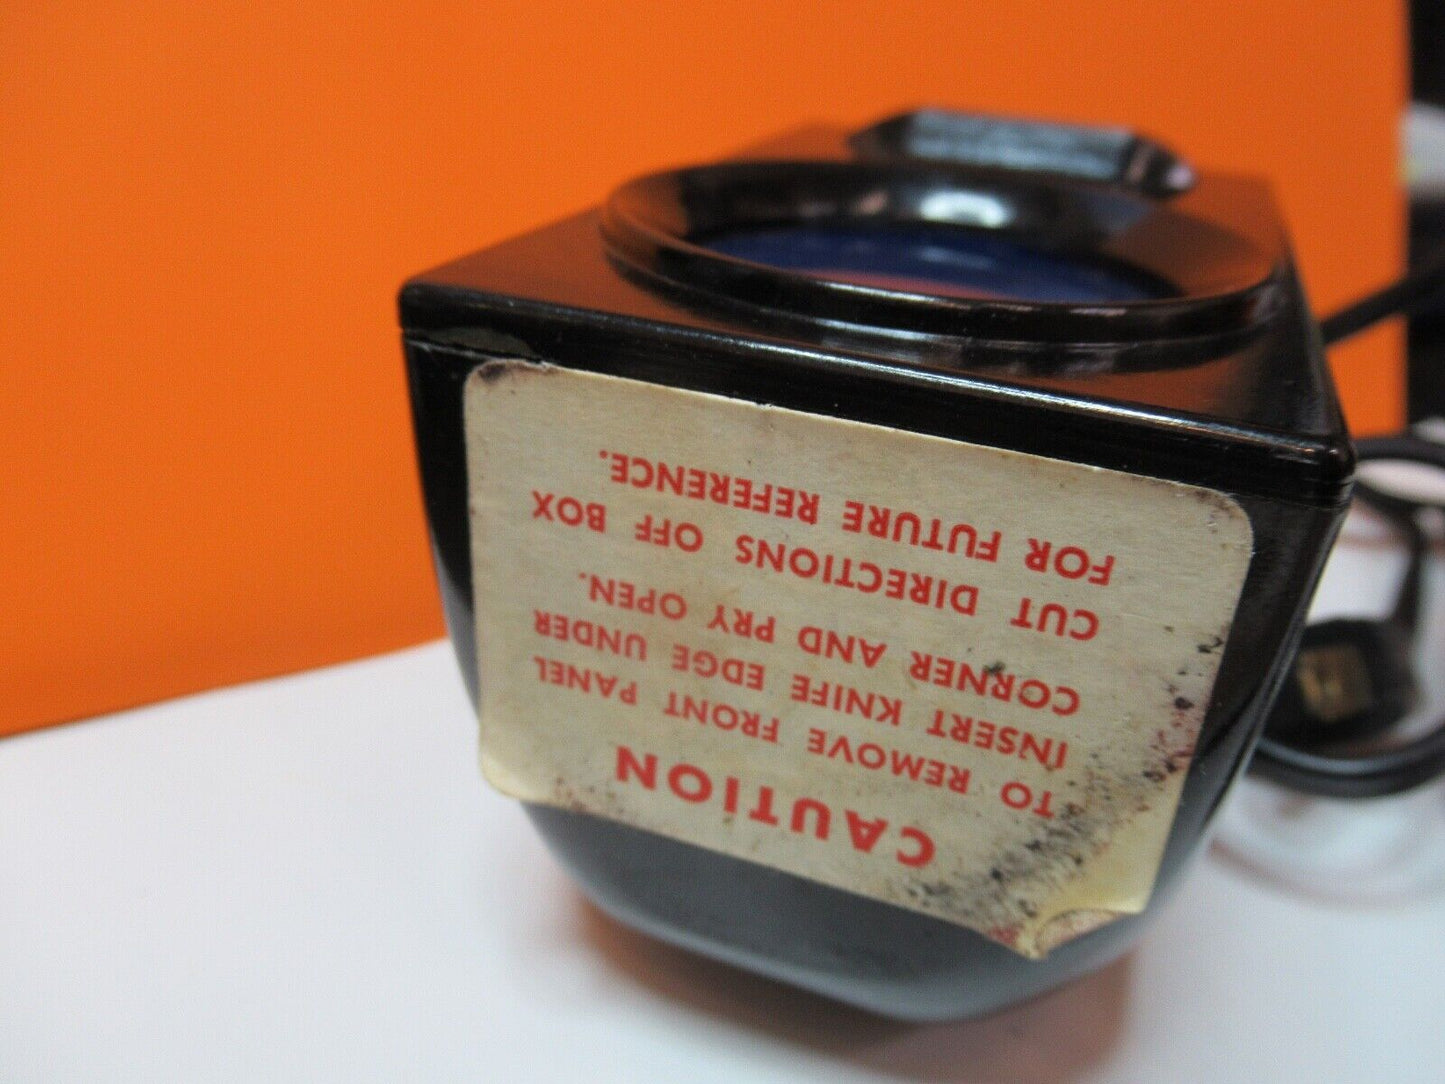 CAUTION
TO REMOVE FRONT PANEL
INSERT KNIFE EDGE UNDER
CORNER AND PRY OPEN.
CUT DIRECTIONS OFF BOX
FOR FUTURE REFERENCE.